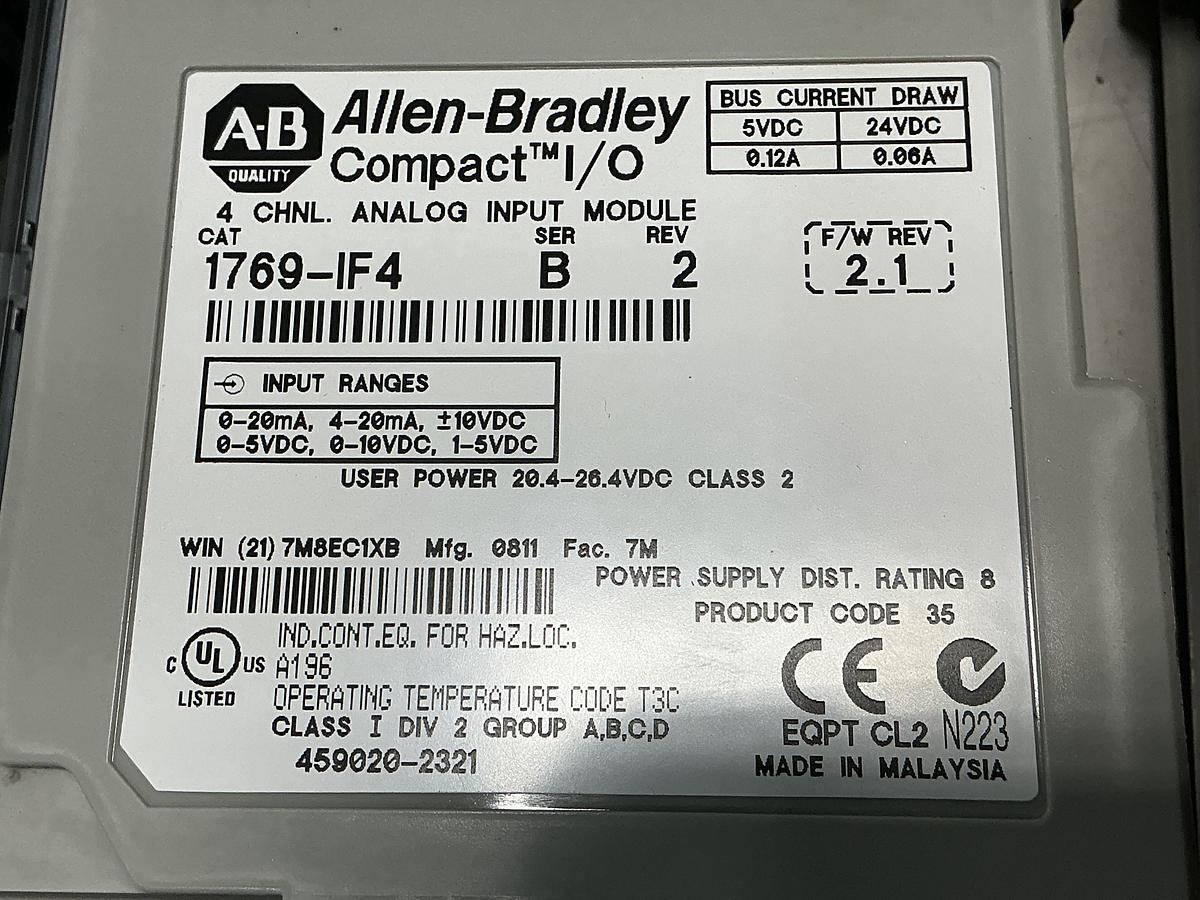 A-B
QUALITY
Allen-Bradley
Compact™ I/O
BUS CURRENT DRAW
5VDC 24VDC
0.12A 0.06A
4 CHNL. ANALOG INPUT MODULE
CAT SER REV
1769-IF4 B 2
F/W REV
2.1
INPUT RANGES
0-20mA, 4-20mA, ±10VDC
0-5VDC, 0-10VDC, 1-5VDC
USER POWER 20.4-26.4VDC CLASS 2
WIN (21) 7M8EC1XB Mfg. 0811 Fac. 7M
POWER SUPPLY DIST. RATING 8
PRODUCT CODE 35
C UL US
LISTED
IND.CONT.EQ. FOR HAZ.LOC.
A196
OPERATING TEMPERATURE CODE T3C
CLASS I DIV 2 GROUP A,B,C,D
459020-2321
CE
EQPT CL2 N223
MADE IN MALAYSIA